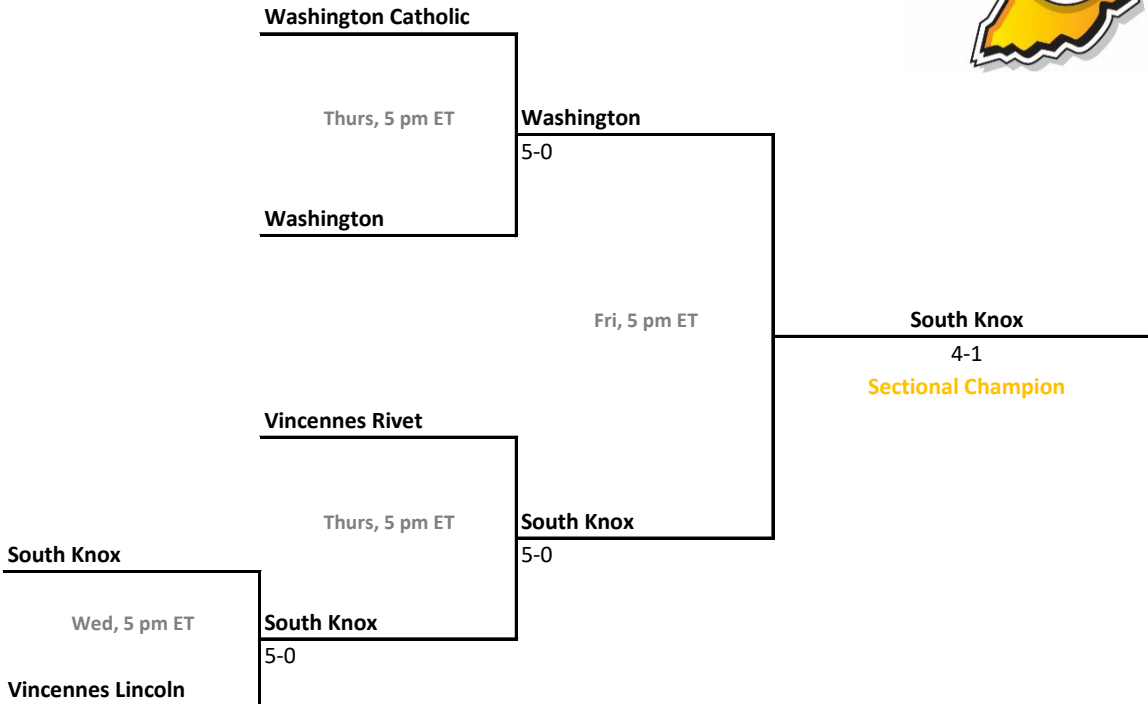 Washington Catholic
Thurs, 5 pm ET
Washington
5-0
Washington
Fri, 5 pm ET
South Knox
4-1
Sectional Champion
Vincennes Rivet
Thurs, 5 pm ET
South Knox
5-0
South Knox
Wed, 5 pm ET
South Knox
5-0
Vincennes Lincoln